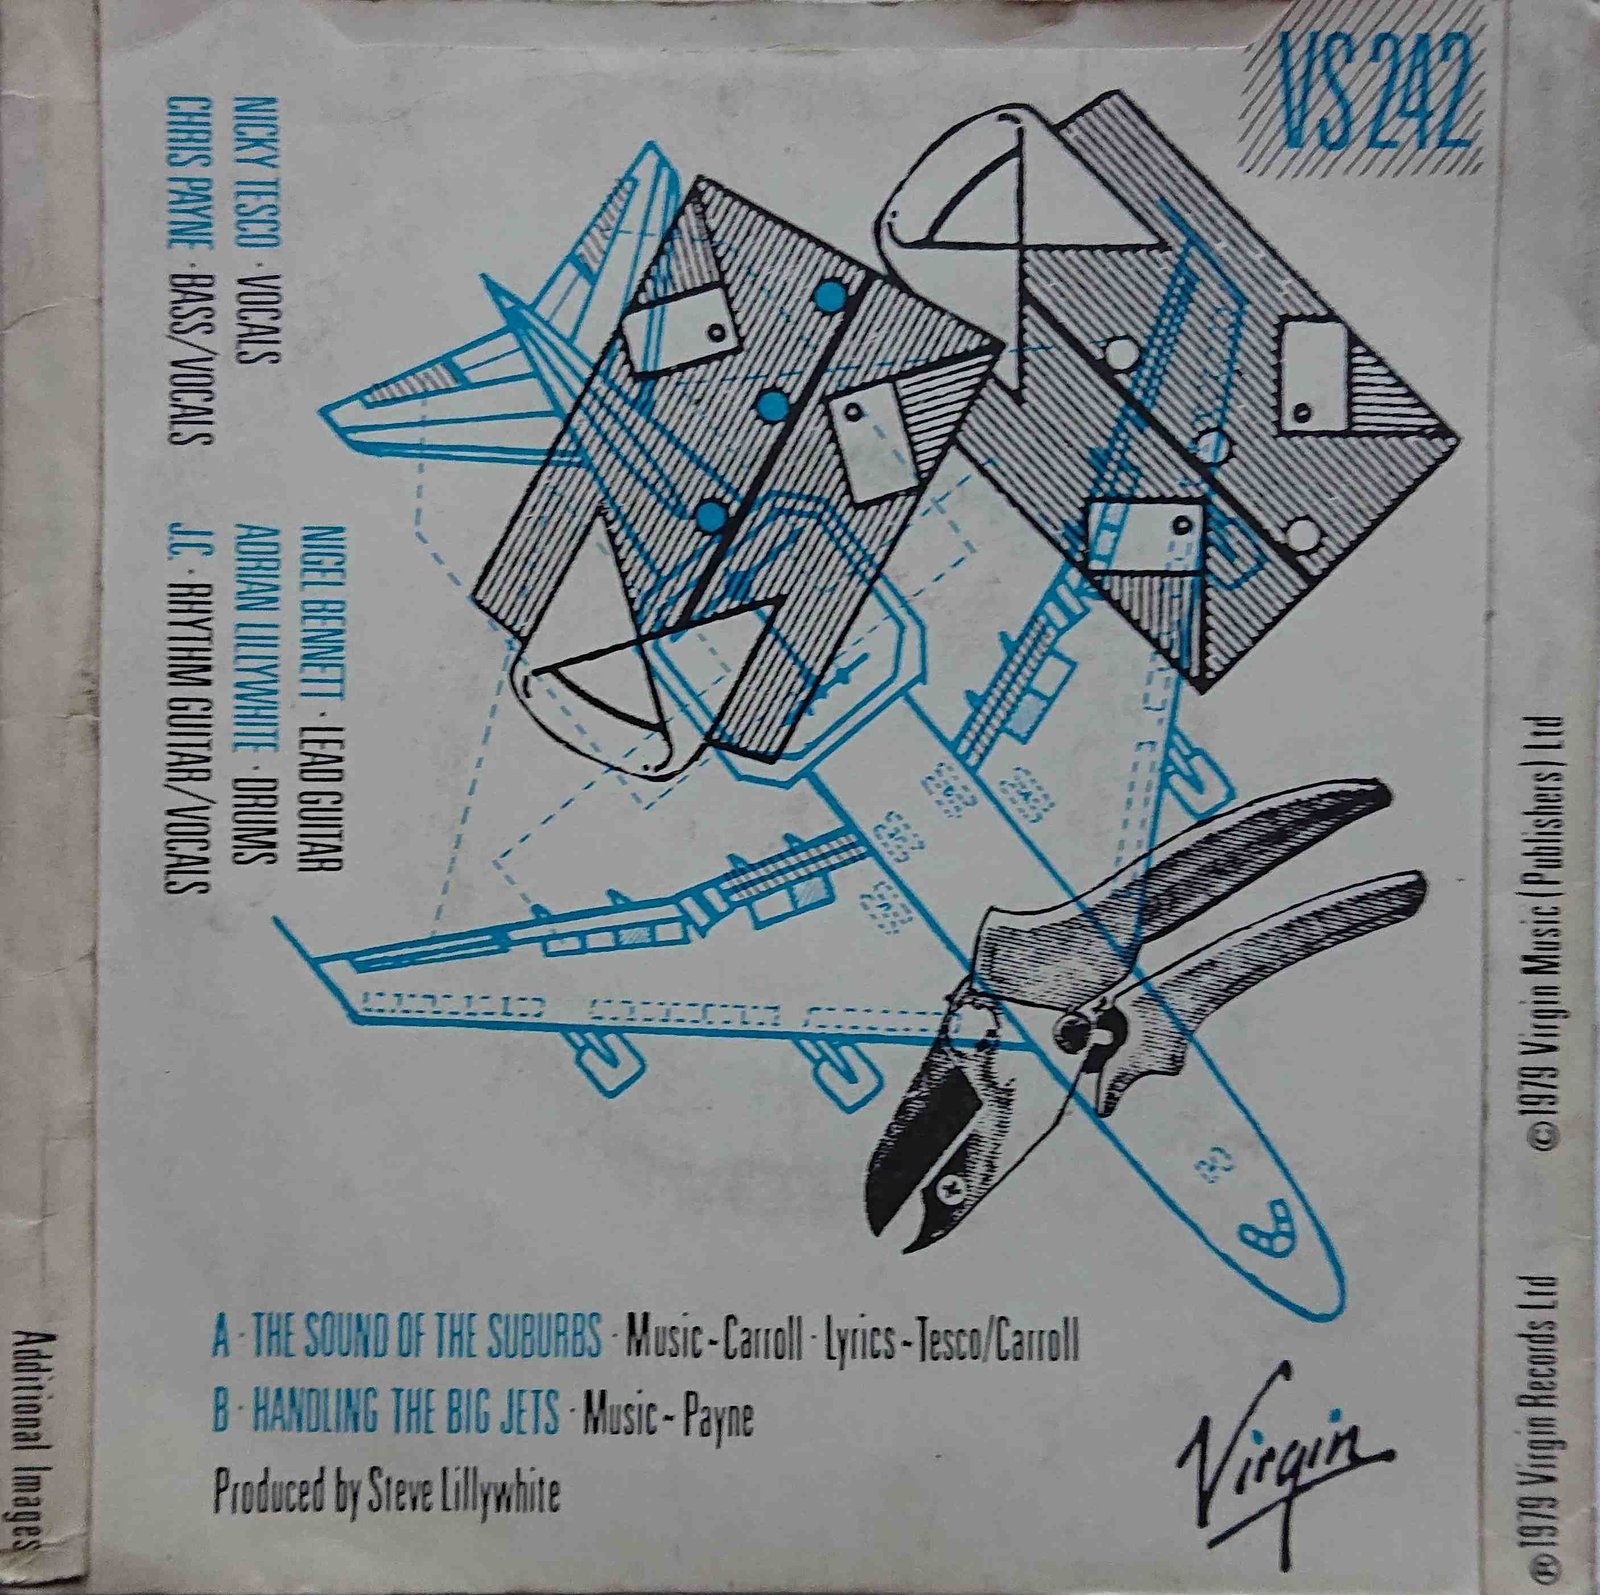 VS 242
NICKY TESCO · VOCALS
CHRIS PAYNE · BASS/VOCALS
NIGEL BENNETT · LEAD GUITAR
ADRIAN LILLYWHITE · DRUMS
J.C. · RHYTHM GUITAR/VOCALS
A · THE SOUND OF THE SUBURBS · Music~Carroll · Lyrics~Tesco/Carroll
B · HANDLING THE BIG JETS · Music~Payne
Produced by Steve Lillywhite
Virgin
©1979 Virgin Music (Publishers) Ltd
℗1979 Virgin Records Ltd
Additional Images